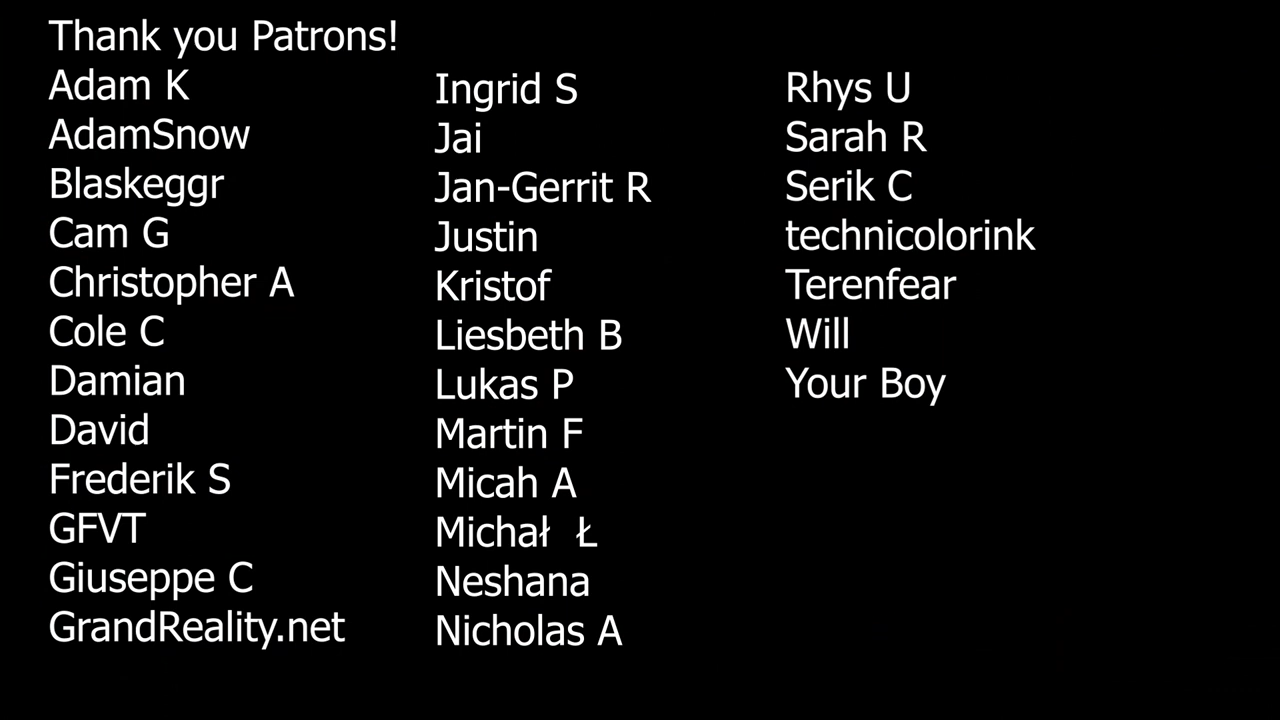 Thank you Patrons!
Adam K
AdamSnow
Blaskeggr
Cam G
Christopher A
Cole C
Damian
David
Frederik S
GFVT
Giuseppe C
GrandReality.net
Ingrid S
Jai
Jan-Gerrit R
Justin
Kristof
Liesbeth B
Lukas P
Martin F
Micah A
Michał  Ł
Neshana
Nicholas A
Rhys U
Sarah R
Serik C
technicolorink
Terenfear
Will
Your Boy